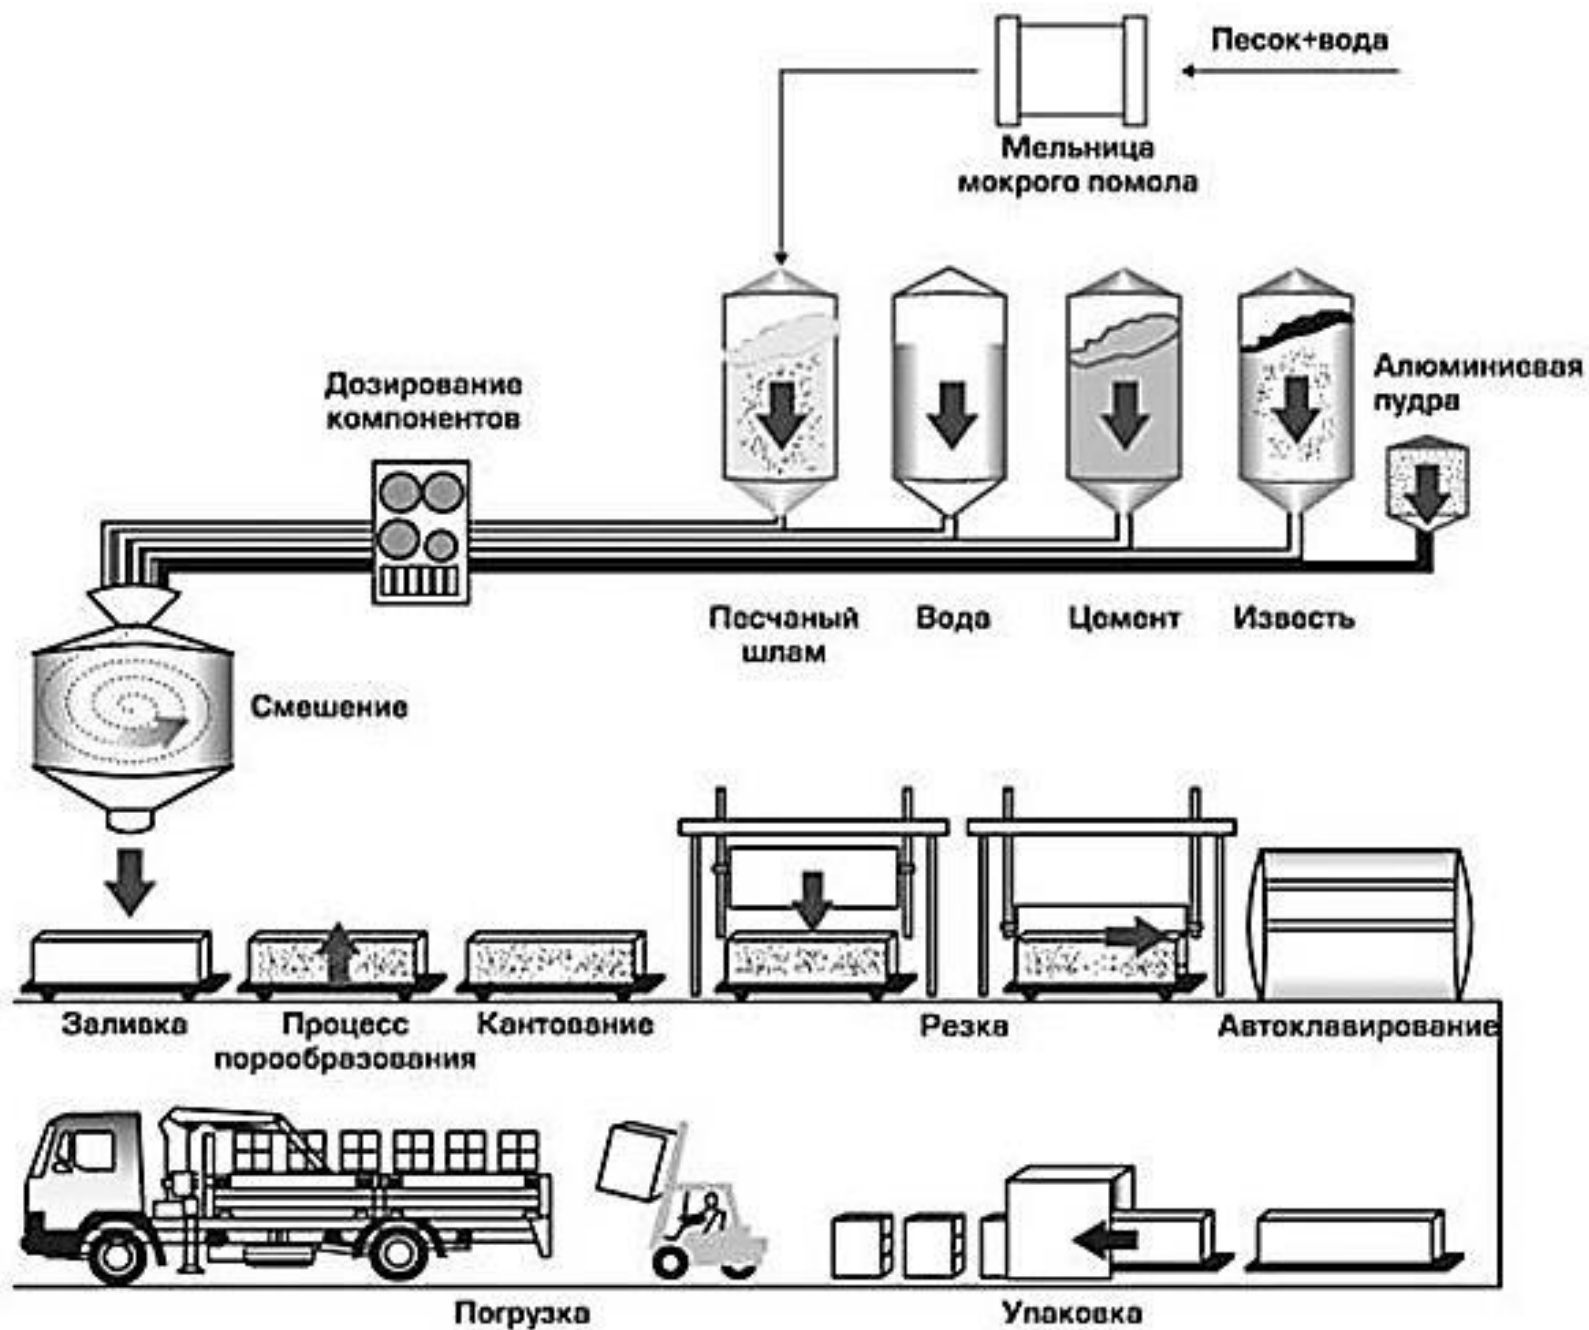 Песок+вода
Мельница
мокрого помола
Алюминиевая
пудра
Дозирование
компонентов
Песчаный
шлам
Вода
Цемент
Известь
Смешение
Заливка
Процесс
порообразования
Кантование
Резка
Автоклавирование
Погрузка
Упаковка